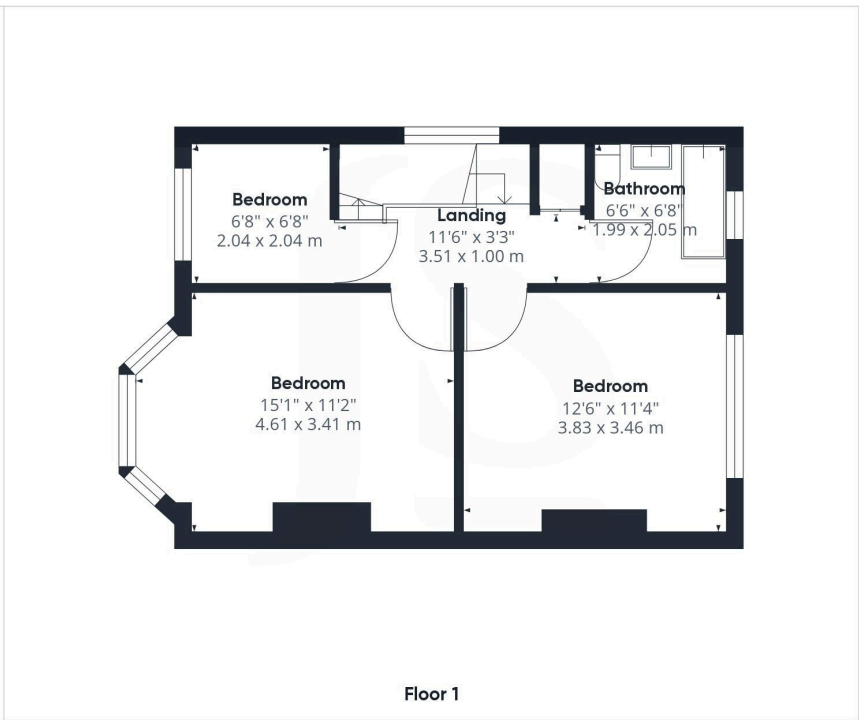 Bedroom
6'8" x 6'8"
2.04 x 2.04 m
Landing
11'6" x 3'3"
3.51 x 1.00 m
Bathroom
6'6" x 6'8"
1.99 x 2.05 m
Bedroom
15'1" x 11'2"
4.61 x 3.41 m
Bedroom
12'6" x 11'4"
3.83 x 3.46 m
Floor 1